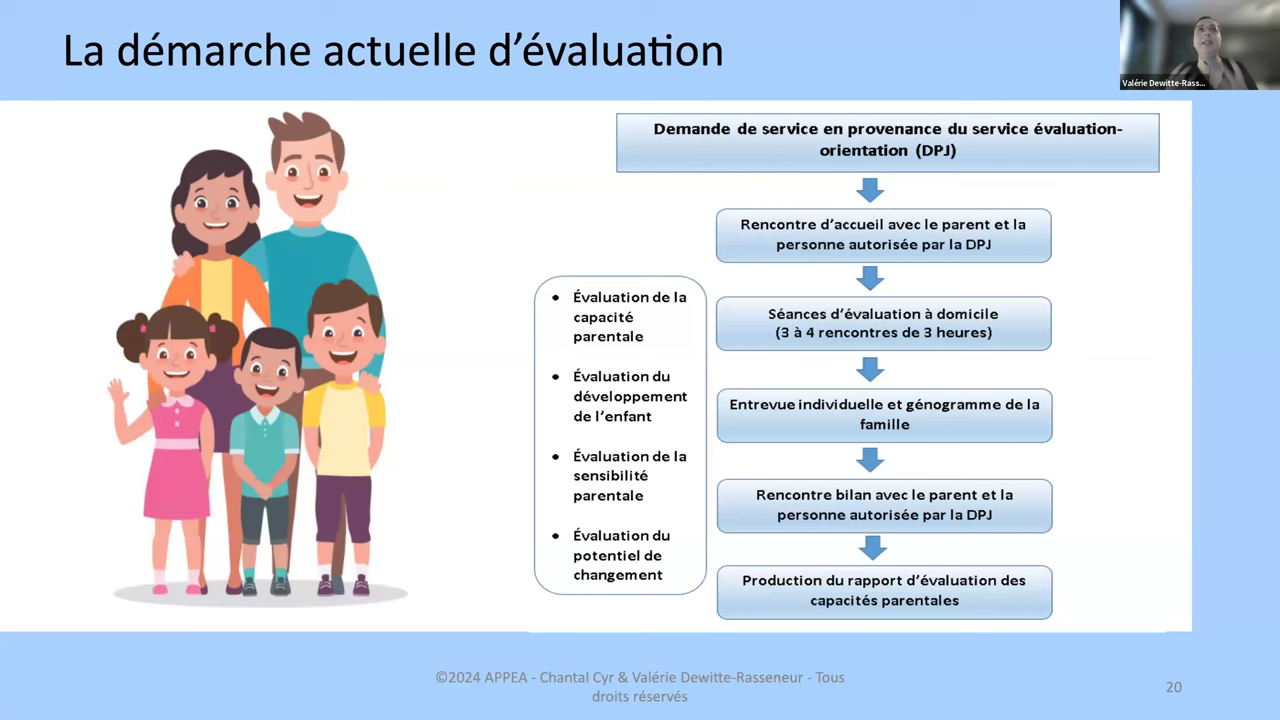 La démarche actuelle d'évaluation
Valérie Dewitte-Rass...
Demande de service en provenance du service évaluation-
orientation (DPJ)
Rencontre d'accueil avec le parent et la
personne autorisée par la DPJ
Séances d'évaluation à domicile
(3 à 4 rencontres de 3 heures)
Entrevue individuelle et génogramme de la
famille
Rencontre bilan avec le parent et la
personne autorisée par la DPJ
Production du rapport d'évaluation des
capacités parentales
• Évaluation de la
capacité
parentale
• Évaluation du
développement
de l'enfant
• Évaluation de la
sensibilité
parentale
• Évaluation du
potentiel de
changement
©2024 APPEA - Chantal Cyr & Valérie Dewitte-Rasseneur - Tous
droits réservés
20